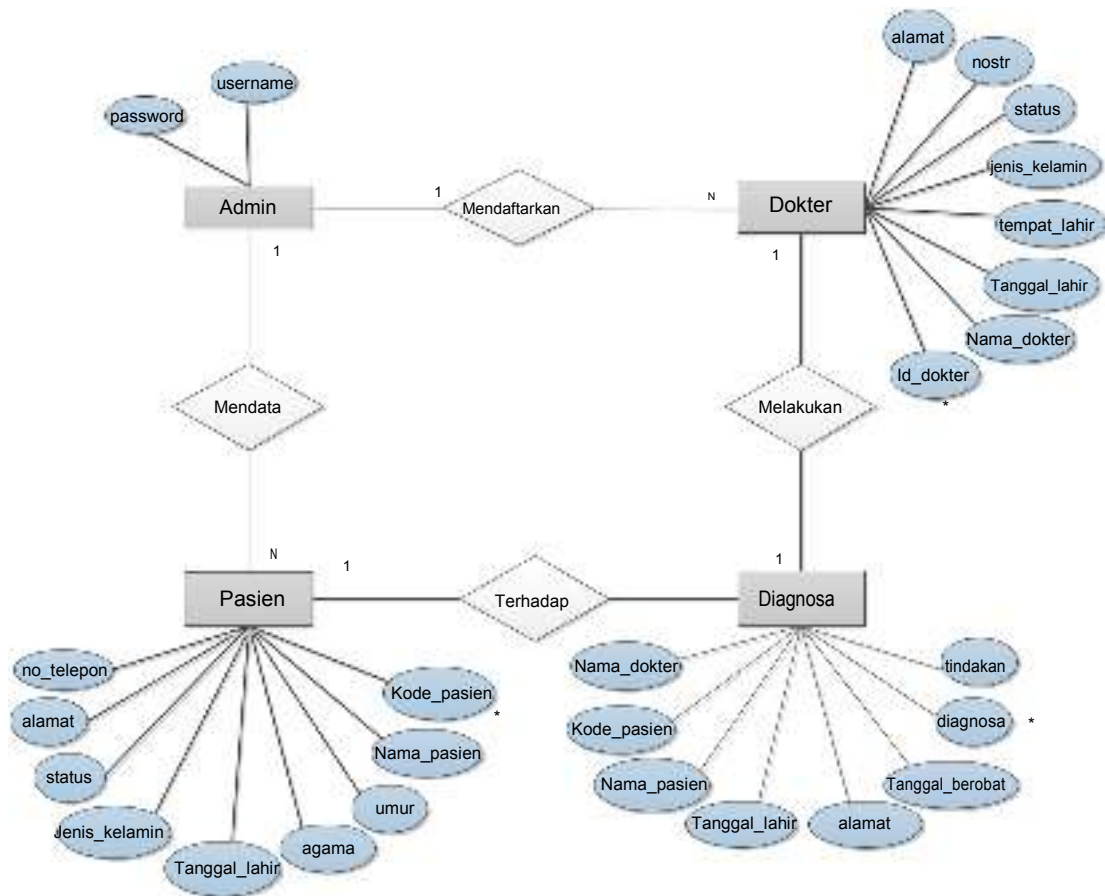 alamat
nostr
username
status
password
jenis_kelamin
1
N
Admin
Mendaftarkan
Dokter
tempat_lahir
1
1
Tanggal_lahir
Nama_dokter
Id_dokter
*
Mendata
Melakukan
N
1
1
Pasien
Terhadap
Diagnosa
no_telepon
Kode_pasien
*
Nama_dokter
tindakan
alamat
Kode_pasien
diagnosa
*
Nama_pasien
status
Nama_pasien
Tanggal_berobat
umur
Jenis_kelamin
Tanggal_lahir
alamat
agama
Tanggal_lahir